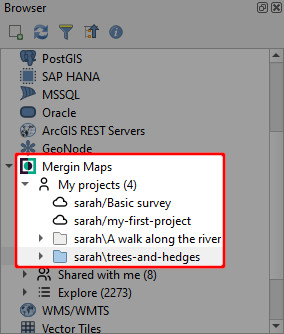 Browser
PostGIS
SAP HANA
MSSQL
Oracle
ArcGIS REST Servers
GeoNode
Mergin Maps
My projects (4)
sarah/Basic survey
sarah/my-first-project
sarah\A walk along the river
sarah\trees-and-hedges
Shared with me (8)
Explore (2273)
WMS/WMTS
Vector Tiles